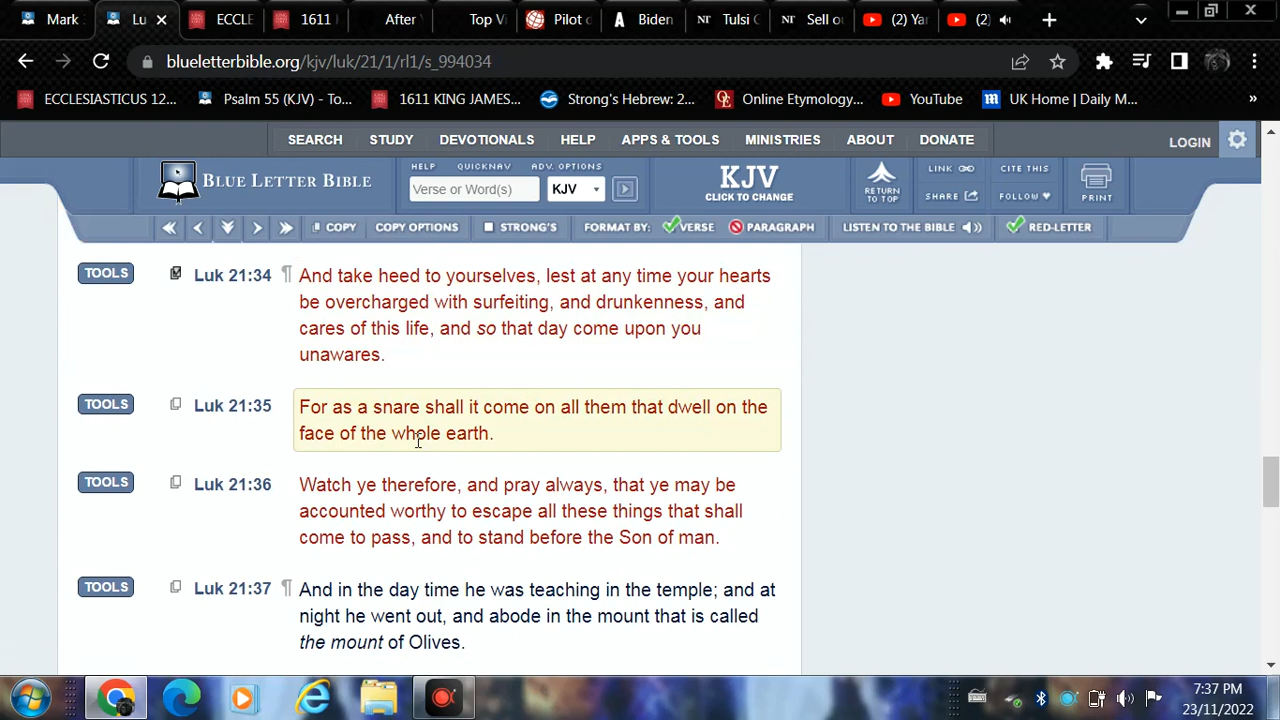 Mark
Lu
ECCLE
1611
After
Top Vi
Pilot c
Biden
NT Tulsi C
NT Sell o
(2) Ya
(2)
blueletterbible.org/kjv/luk/21/1/rl1/s_994034
ECCLESIASTICUS 12...
Psalm 55 (KJV) - To...
1611 KING JAMES...
Strong's Hebrew: 2...
OE Online Etymology...
YouTube
m UK Home | Daily M...
»
SEARCH STUDY DEVOTIONALS HELP APPS & TOOLS MINISTRIES ABOUT DONATE LOGIN
BLUE LETTER BIBLE
HELP QUICKNAV ADV. OPTIONS
Verse or Word(s) KJV
KJV
CLICK TO CHANGE
RETURN
TO TOP
LINK CITE THIS
SHARE FOLLOW
PRINT
COPY COPY OPTIONS STRONG'S FORMAT BY: VERSE PARAGRAPH LISTEN TO THE BIBLE RED-LETTER
TOOLS Luk 21:34 ¶ And take heed to yourselves, lest at any time your hearts
be overcharged with surfeiting, and drunkenness, and
cares of this life, and so that day come upon you
unawares.
TOOLS Luk 21:35 For as a snare shall it come on all them that dwell on the
face of the whole earth.
TOOLS Luk 21:36 Watch ye therefore, and pray always, that ye may be
accounted worthy to escape all these things that shall
come to pass, and to stand before the Son of man.
TOOLS Luk 21:37 ¶ And in the day time he was teaching in the temple; and at
night he went out, and abode in the mount that is called
the mount of Olives.
7:37 PM
23/11/2022